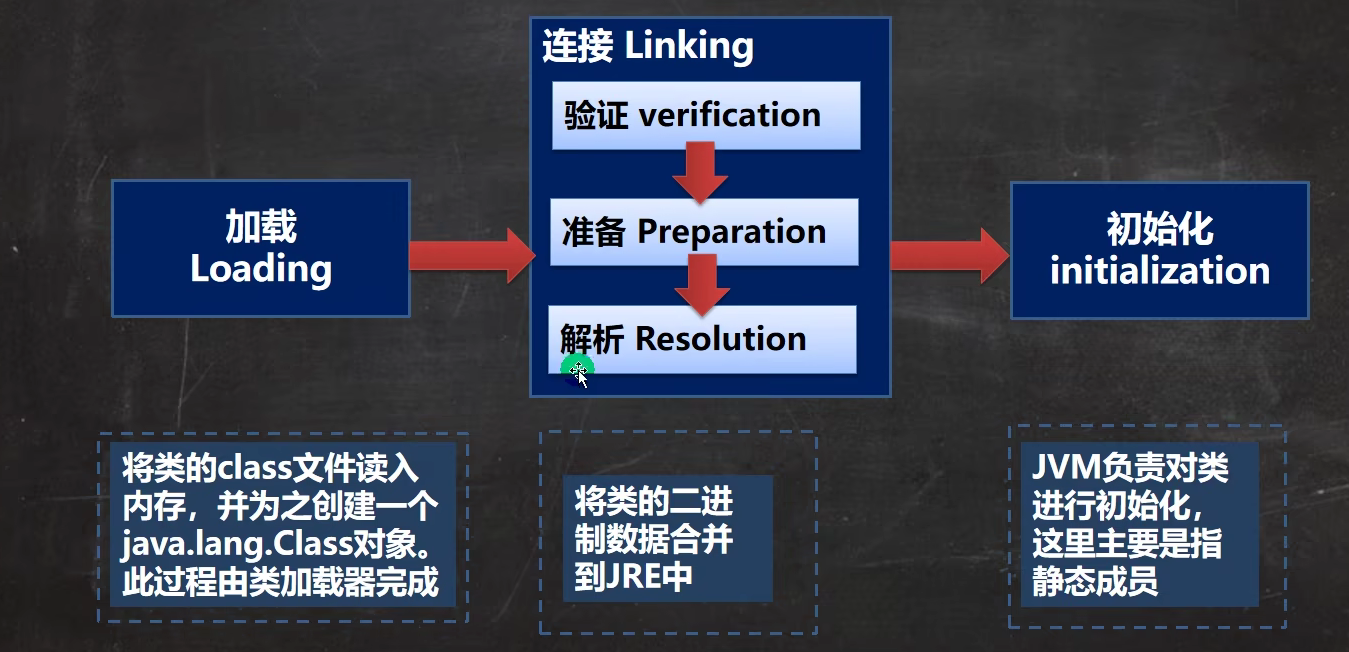 连接 Linking
验证 verification
准备 Preparation
解析 Resolution
加载
Loading
初始化
initialization
将类的class文件读入
内存，并为之创建一个
java.lang.Class对象。
此过程由类加载器完成
将类的二进
制数据合并
到JRE中
JVM负责对类
进行初始化，
这里主要是指
静态成员